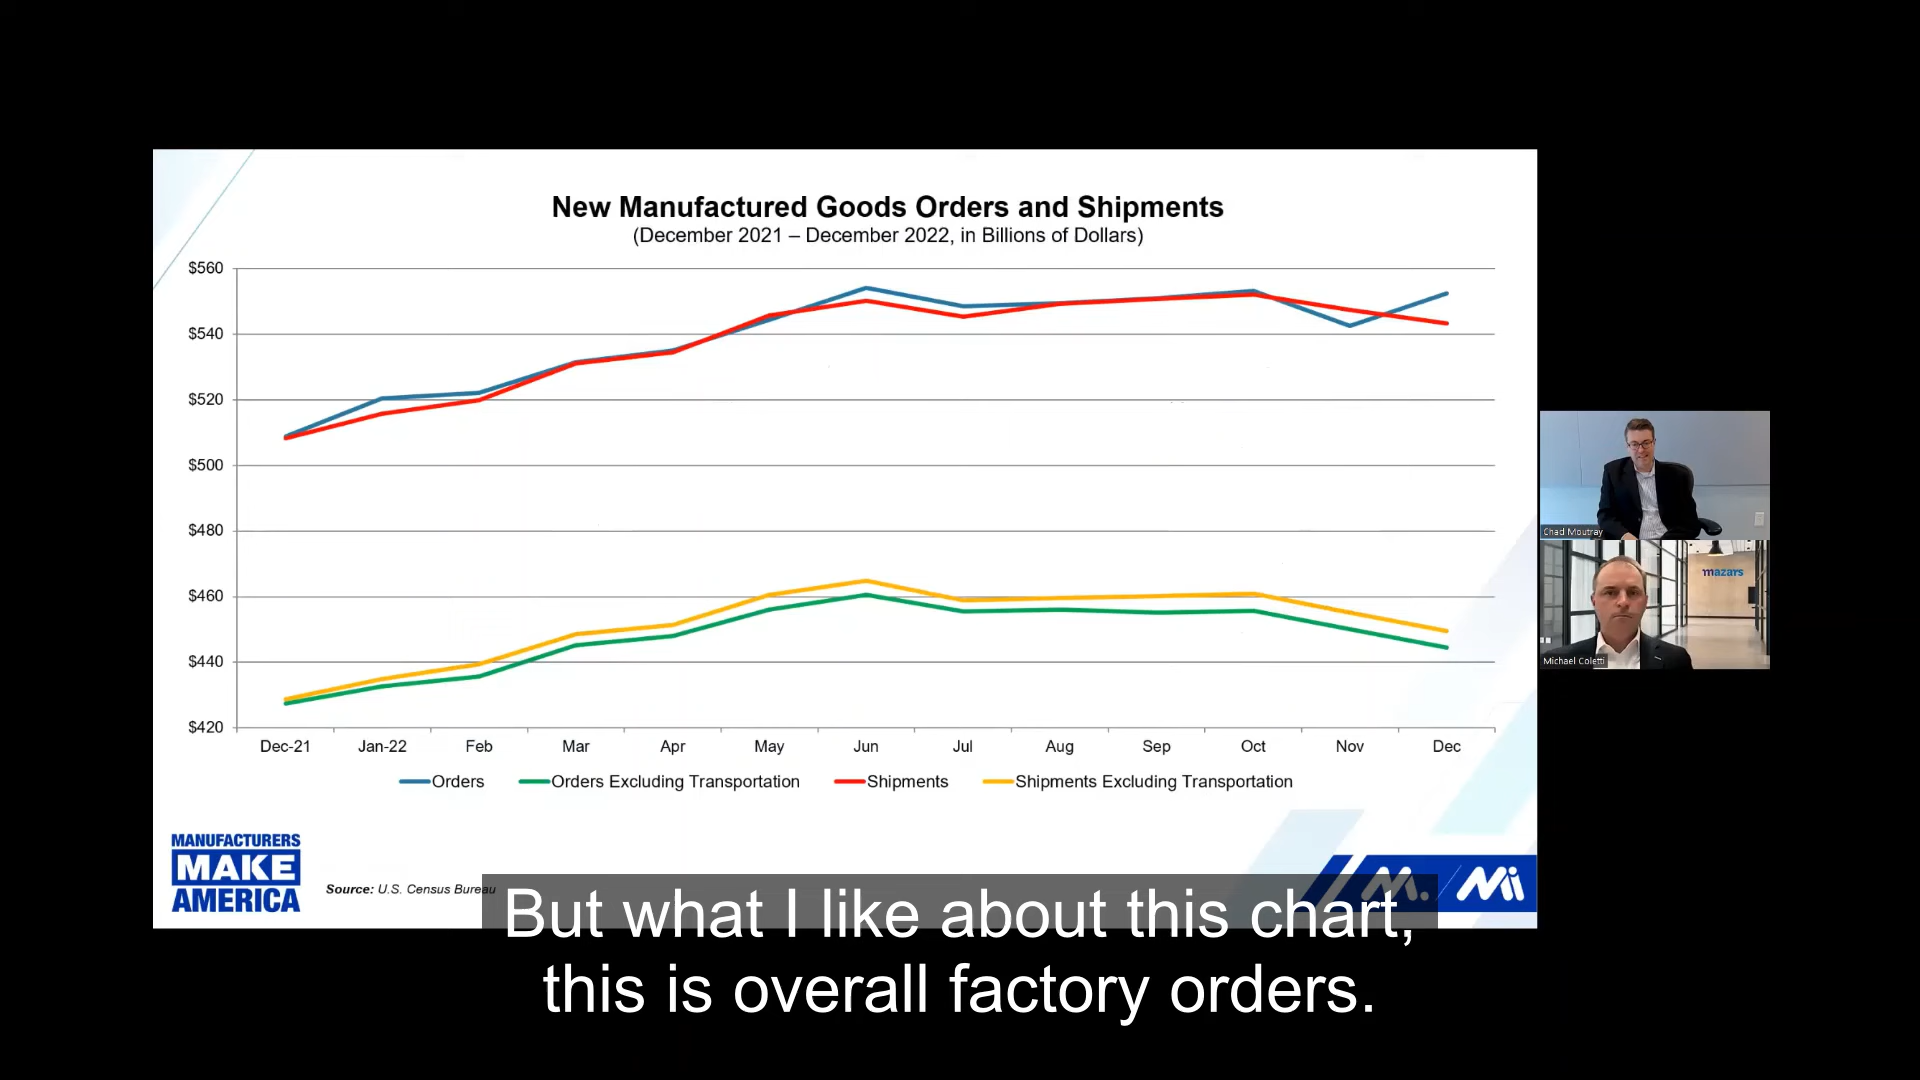 New Manufactured Goods Orders and Shipments
(December 2021 – December 2022, in Billions of Dollars)
$560
$540
$520
$500
$480
$460
$440
$420
Dec-21 Jan-22 Feb Mar Apr May Jun Jul Aug Sep Oct Nov Dec
Orders Orders Excluding Transportation Shipments Shipments Excluding Transportation
MANUFACTURERS
MAKE
AMERICA
Source: U.S. Census Bureau
M. Mi
Chad Moutray
mazars
Michael Coletti
But what I like about this chart,
this is overall factory orders.